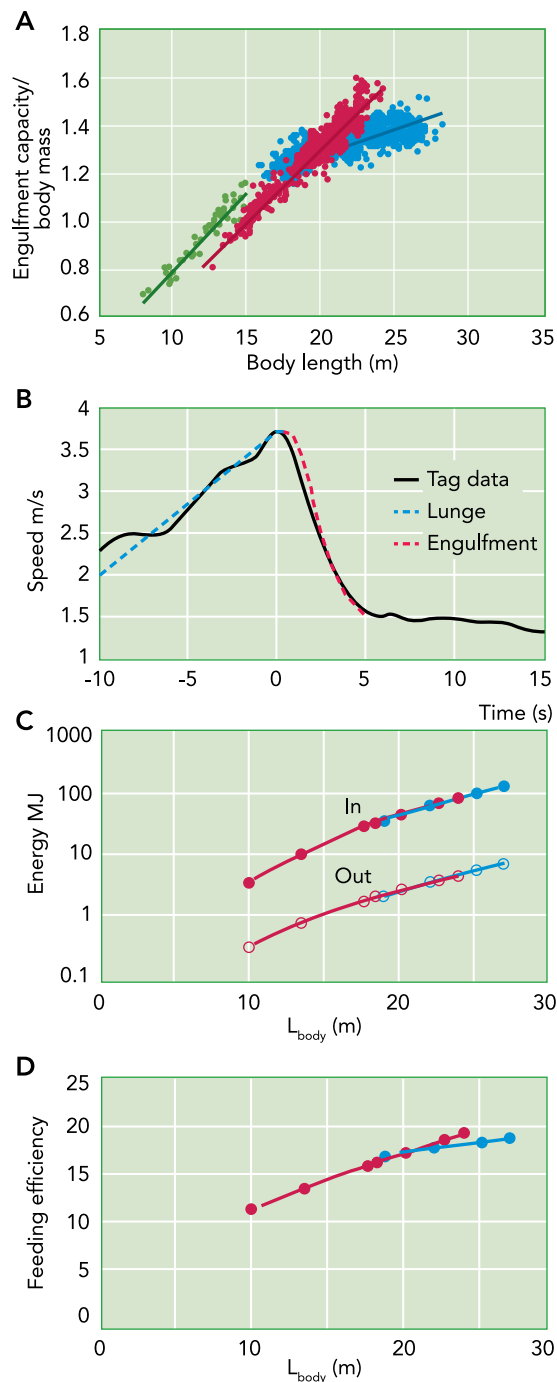 A
Engulfment capacity/
body mass
1.8
1.6
1.4
1.2
1.0
0.8
0.6
5 10 15 20 25 30 35
Body length (m)
B
Speed m/s
4
3.5
3
2.5
2
1.5
1
Tag data
Lunge
Engulfment
-10 -5 0 5 10 15
Time (s)
C
Energy MJ
1000
100
10
1
0.1
In
Out
0 10 20 30
L_body (m)
D
Feeding efficiency
25
20
15
10
5
0
0 10 20 30
L_body (m)